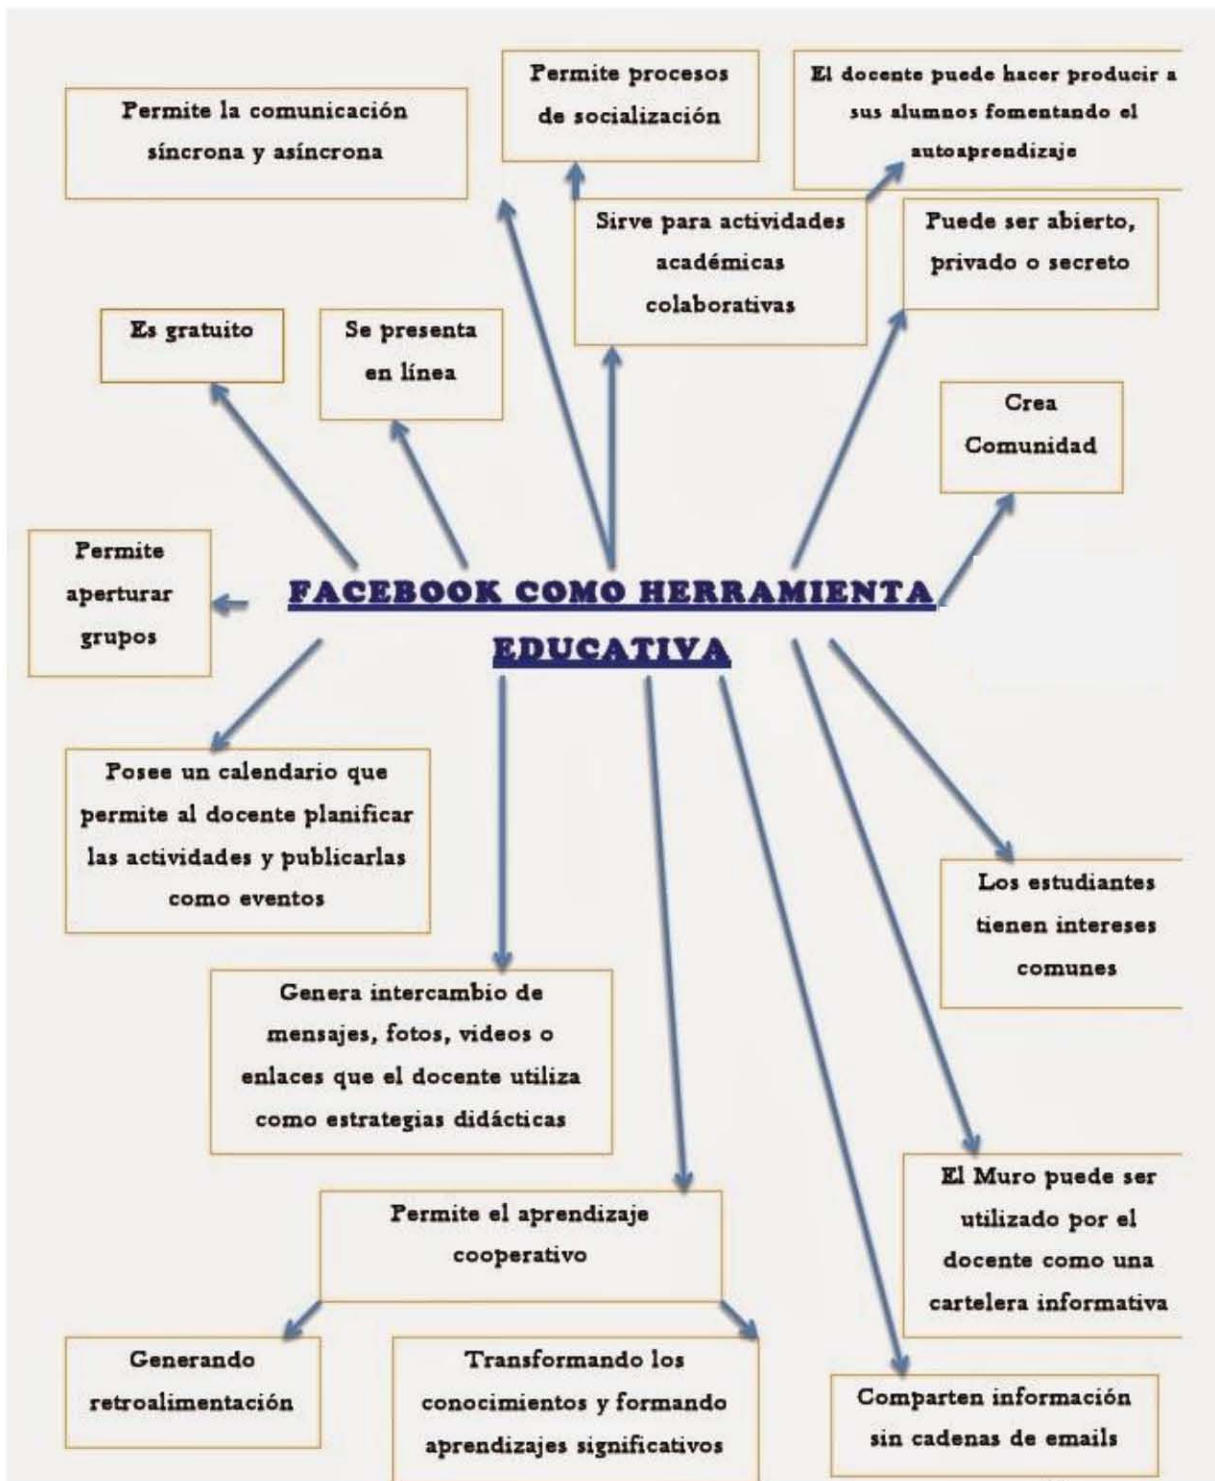 Permite la comunicación
síncrona y asíncrona
Permite procesos
de socialización
El docente puede hacer producir a
sus alumnos fomentando el
autoaprendizaje
Sirve para actividades
académicas
colaborativas
Puede ser abierto,
privado o secreto
Es gratuito
Se presenta
en línea
Crea
Comunidad
Permite
aperturar
grupos
FACEBOOK COMO HERRAMIENTA
EDUCATIVA
Posee un calendario que
permite al docente planificar
las actividades y publicarlas
como eventos
Los estudiantes
tienen intereses
comunes
Genera intercambio de
mensajes, fotos, videos o
enlaces que el docente utiliza
como estrategias didácticas
El Muro puede ser
utilizado por el
docente como una
cartelera informativa
Permite el aprendizaje
cooperativo
Generando
retroalimentación
Transformando los
conocimientos y formando
aprendizajes significativos
Comparten información
sin cadenas de emails